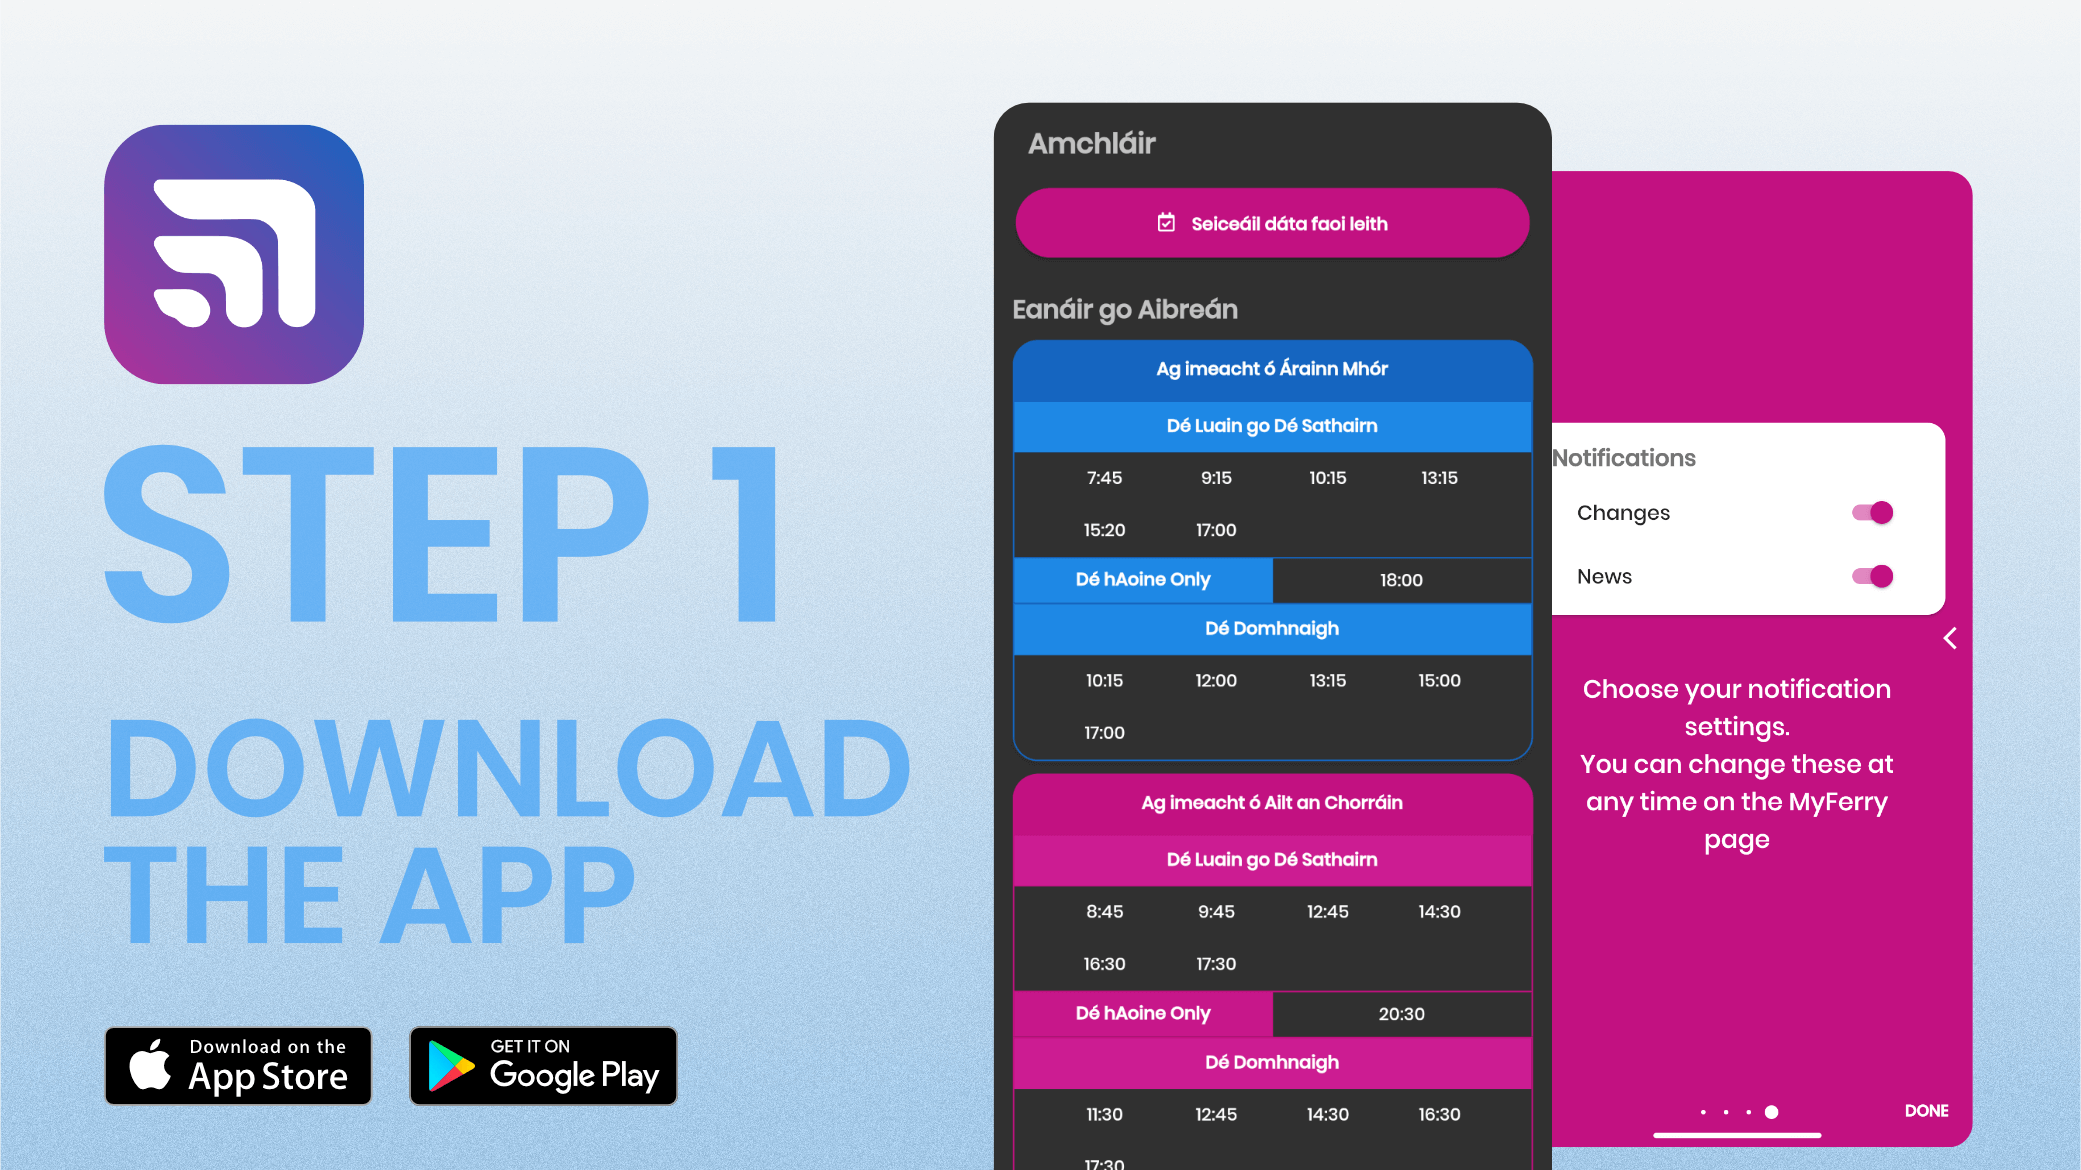 STEP 1
DOWNLOAD
THE APP
Download on the
App Store
GET IT ON
Google Play
Amchláir
Seiceáil dáta faoi leith
Eanáir go Aibreán
Ag imeacht ó Árainn Mhór
Dé Luain go Dé Sathairn
7:45 9:15 10:15 13:15
15:20 17:00
Dé hAoine Only 18:00
Dé Domhnaigh
10:15 12:00 13:15 15:00
17:00
Ag imeacht ó Ailt an Chorráin
Dé Luain go Dé Sathairn
8:45 9:45 12:45 14:30
16:30 17:30
Dé hAoine Only 20:30
Dé Domhnaigh
11:30 12:45 14:30 16:30
17:30
Notifications
Changes
News
Choose your notification
settings.
You can change these at
any time on the MyFerry
page
DONE